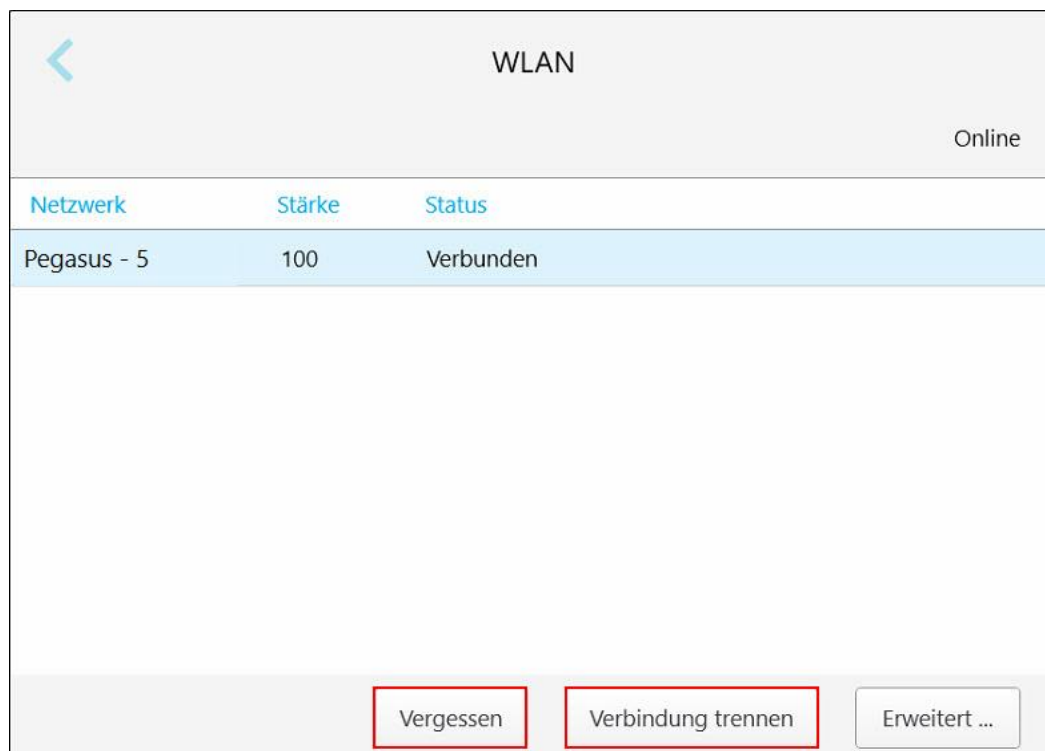 WLAN
Online
Netzwerk Stärke Status
Pegasus - 5 100 Verbunden
Vergessen Verbindung trennen Erweitert ...